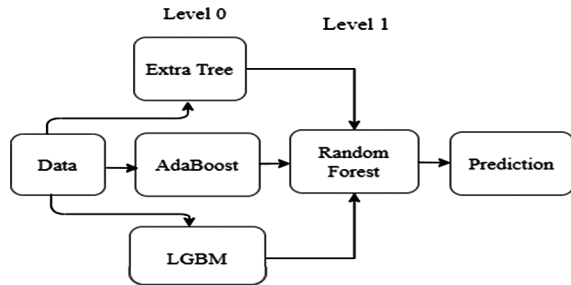 Level 0
Level 1
Extra Tree
Data
AdaBoost
Random
Forest
Prediction
LGBM